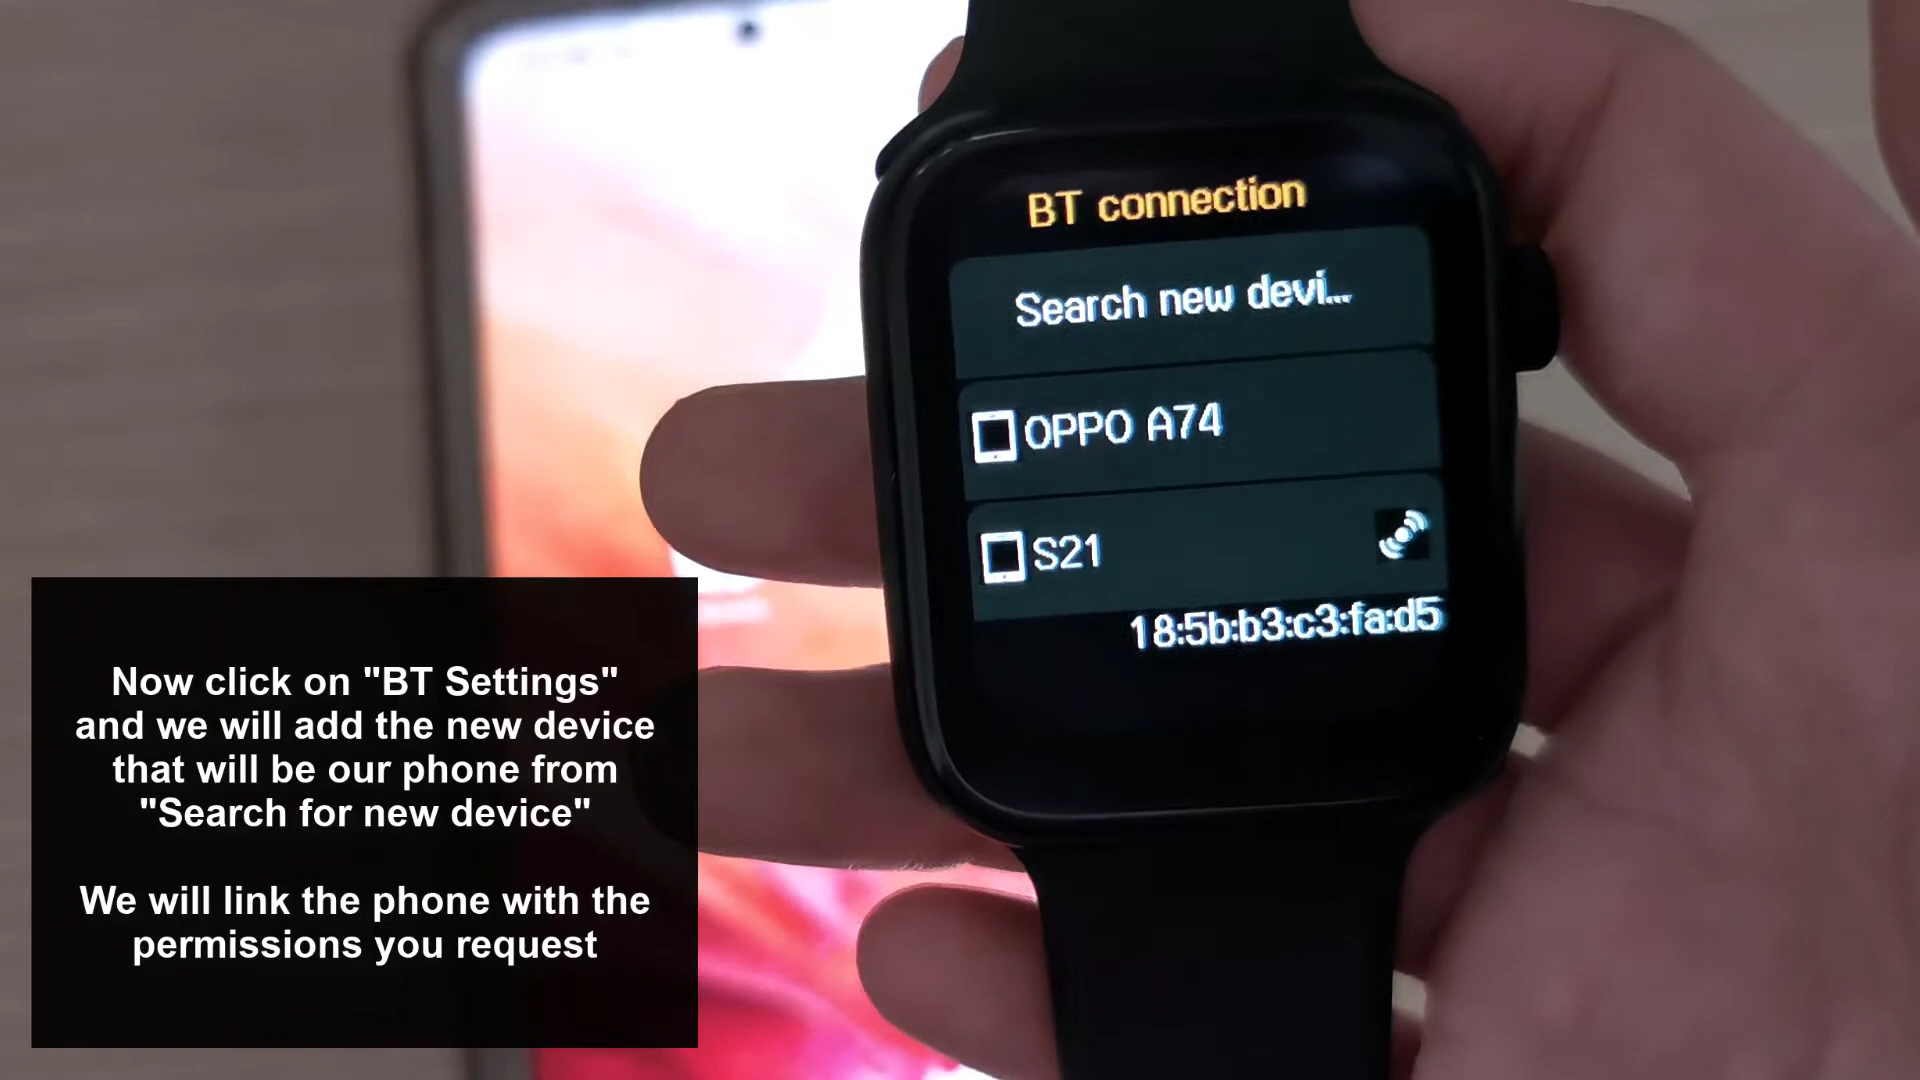 BT connection
Search new devi...
OPPO A74
S21
18:5b:b3:c3:fa:d5
Now click on "BT Settings"
and we will add the new device
that will be our phone from
"Search for new device"
We will link the phone with the
permissions you request